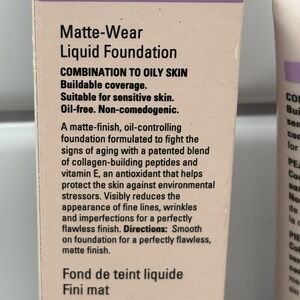 Matte-Wear
Liquid Foundation
COMBINATION TO OILY SKIN
Buildable coverage.
Suitable for sensitive skin.
Oil-free. Non-comedogenic.
A matte-finish, oil-controlling
foundation formulated to fight the
signs of aging with a patented blend
of collagen-building peptides and
vitamin E, an antioxidant that helps
protect the skin against environmental
stressors. Visibly reduces the
appearance of fine lines, wrinkles
and imperfections for a perfectly
flawless finish. Directions: Smooth
on foundation for a perfectly flawless,
matte finish.
Fond de teint liquide
Fini mat